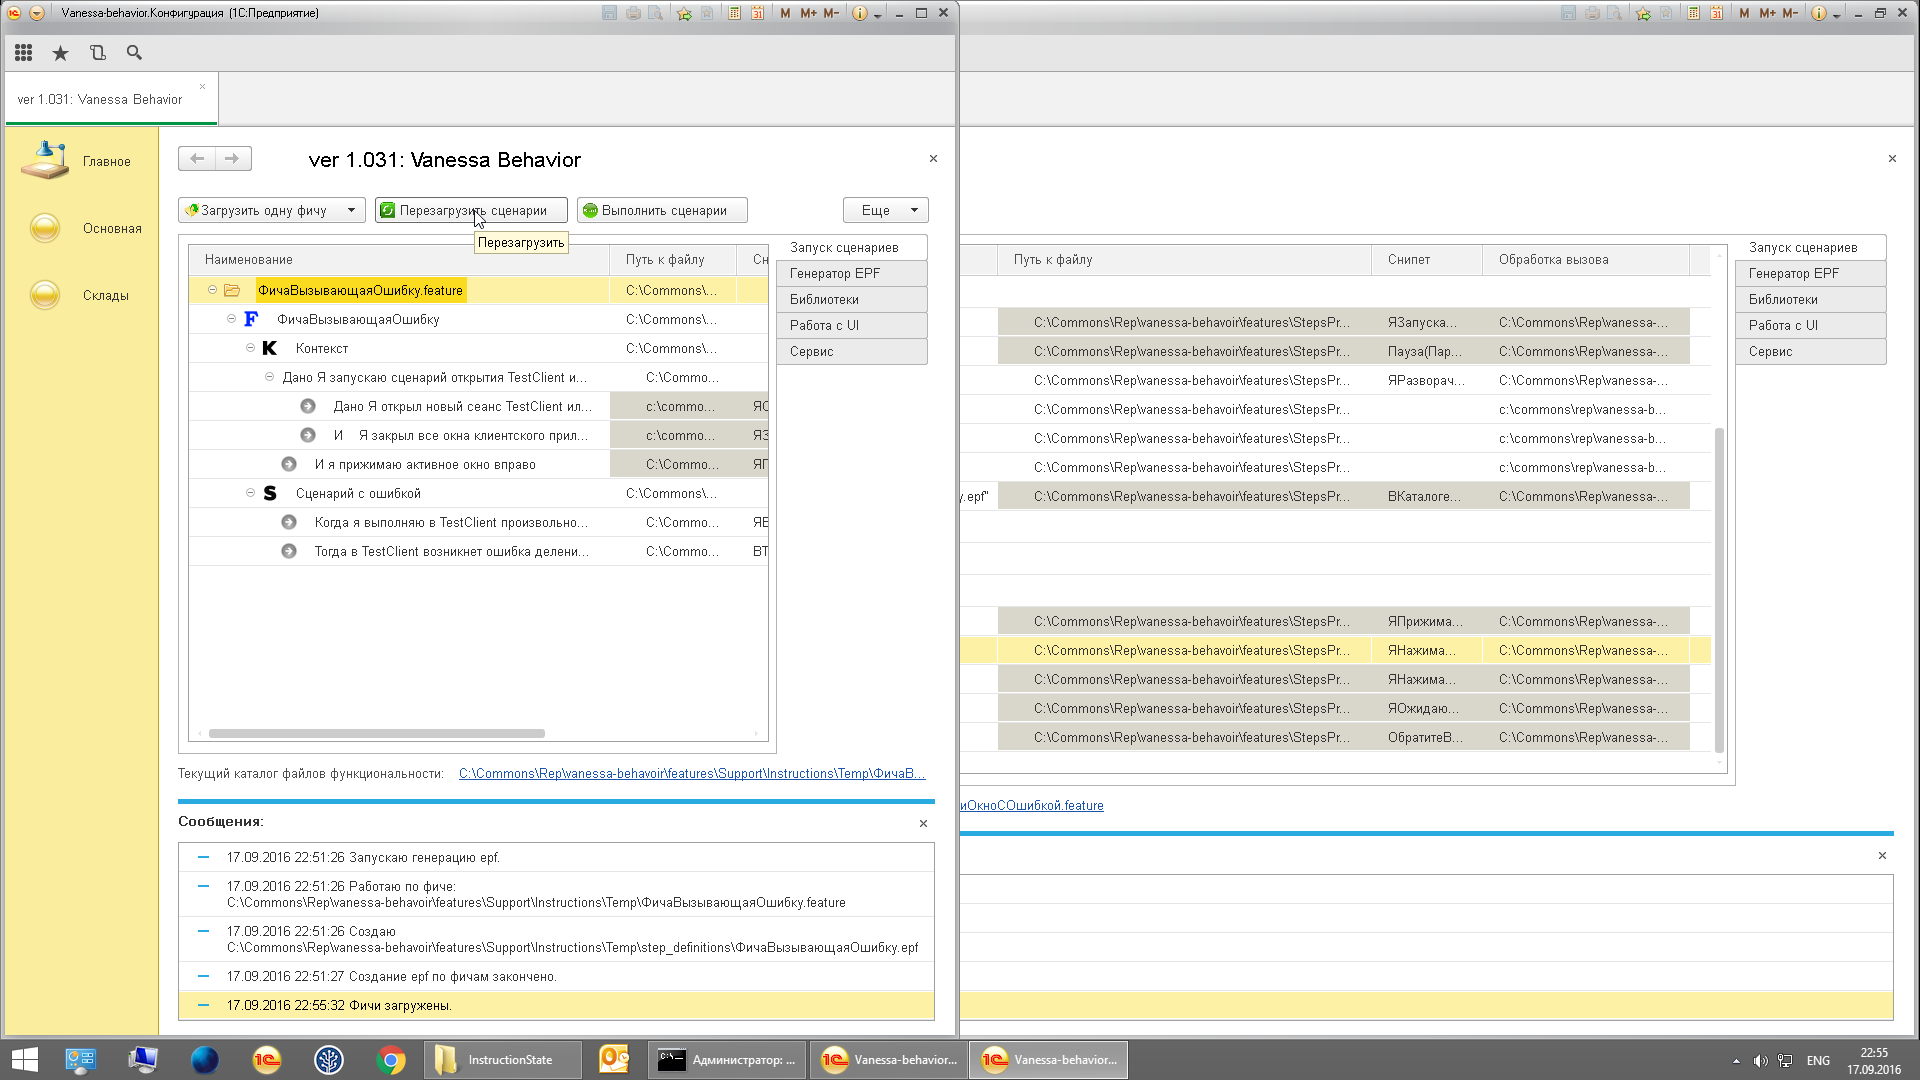 Vanessa-behavior.Конфигурация (1С:Предприятие)
M M+ M-
M M+ M-
ver 1.031: Vanessa Behavior
Главное
Основная
Склады
ver 1.031: Vanessa Behavior
Загрузить одну фичу
Перезагрузить сценарии
Выполнить сценарии
Еще
Перезагрузить
Наименование
Путь к файлу
Сн
ФичаВызывающаяОшибку.feature
C:\Commons\...
ФичаВызывающаяОшибку
C:\Commons\...
Контекст
C:\Commons\...
Дано Я запускаю сценарий открытия TestClient и...
C:\Commo...
Дано Я открыл новый сеанс TestClient ил...
c:\commo...
ЯО
И Я закрыл все окна клиентского прил...
c:\commo...
ЯЗ
И я прижимаю активное окно вправо
C:\Commo...
ЯП
Сценарий с ошибкой
C:\Commons\...
Когда я выполняю в TestClient произвольно...
C:\Commo...
ЯВ
Тогда в TestClient возникнет ошибка делени...
C:\Commo...
ВТ
Запуск сценариев
Генератор EPF
Библиотеки
Работа с UI
Сервис
Текущий каталог файлов функциональности:
C:\Commons\Rep\vanessa-behavoir\features\Support\Instructions\Temp\ФичаВ...
Сообщения:
17.09.2016 22:51:26 Запускаю генерацию epf.
17.09.2016 22:51:26 Работаю по фиче:
C:\Commons\Rep\vanessa-behavoir\features\Support\Instructions\Temp\ФичаВызывающаяОшибку.feature
17.09.2016 22:51:26 Создаю
C:\Commons\Rep\vanessa-behavoir\features\Support\Instructions\Temp\step_definitions\ФичаВызывающаяОшибку.epf
17.09.2016 22:51:27 Создание epf по фичам закончено.
17.09.2016 22:55:32 Фичи загружены.
Путь к файлу
Снипет
Обработка вызова
C:\Commons\Rep\vanessa-behavoir\features\StepsPr...
ЯЗапуска...
C:\Commons\Rep\vanessa-...
C:\Commons\Rep\vanessa-behavoir\features\StepsPr...
Пауза(Пар...
C:\Commons\Rep\vanessa-...
C:\Commons\Rep\vanessa-behavoir\features\StepsPr...
ЯРазворач...
C:\Commons\Rep\vanessa-...
C:\Commons\Rep\vanessa-behavoir\features\StepsPr...
c:\commons\rep\vanessa-b...
C:\Commons\Rep\vanessa-behavoir\features\StepsPr...
c:\commons\rep\vanessa-b...
C:\Commons\Rep\vanessa-behavoir\features\StepsPr...
c:\commons\rep\vanessa-b...
.epf"
C:\Commons\Rep\vanessa-behavoir\features\StepsPr...
ВКаталоге...
C:\Commons\Rep\vanessa-...
C:\Commons\Rep\vanessa-behavoir\features\StepsPr...
ЯПрижима...
C:\Commons\Rep\vanessa-...
C:\Commons\Rep\vanessa-behavoir\features\StepsPr...
ЯНажима...
C:\Commons\Rep\vanessa-...
C:\Commons\Rep\vanessa-behavoir\features\StepsPr...
ЯНажима...
C:\Commons\Rep\vanessa-...
C:\Commons\Rep\vanessa-behavoir\features\StepsPr...
ЯОжидаю...
C:\Commons\Rep\vanessa-...
C:\Commons\Rep\vanessa-behavoir\features\StepsPr...
ОбратитеВ...
C:\Commons\Rep\vanessa-...
Запуск сценариев
Генератор EPF
Библиотеки
Работа с UI
Сервис
иОкноСОшибкой.feature
InstructionState
Администратор: ...
Vanessa-behavior...
Vanessa-behavior...
ENG
22:55
17.09.2016